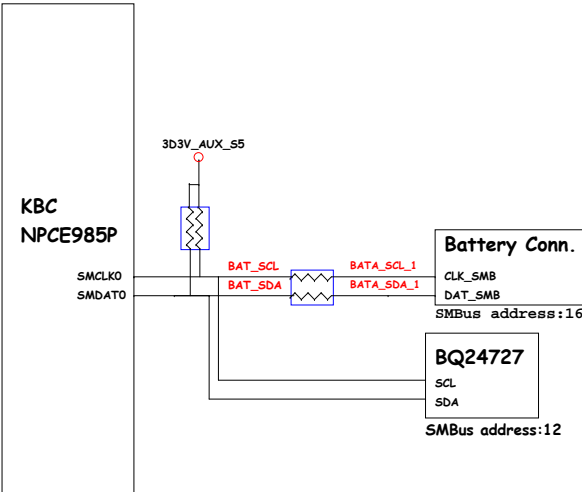 3D3V_AUX_S5
KBC
NPCE985P
SMCLK0
SMDAT0
BAT_SCL
BAT_SDA
BATA_SCL_1
BATA_SDA_1
Battery Conn.
CLK_SMB
DAT_SMB
SMBus address:16
BQ24727
SCL
SDA
SMBus address:12